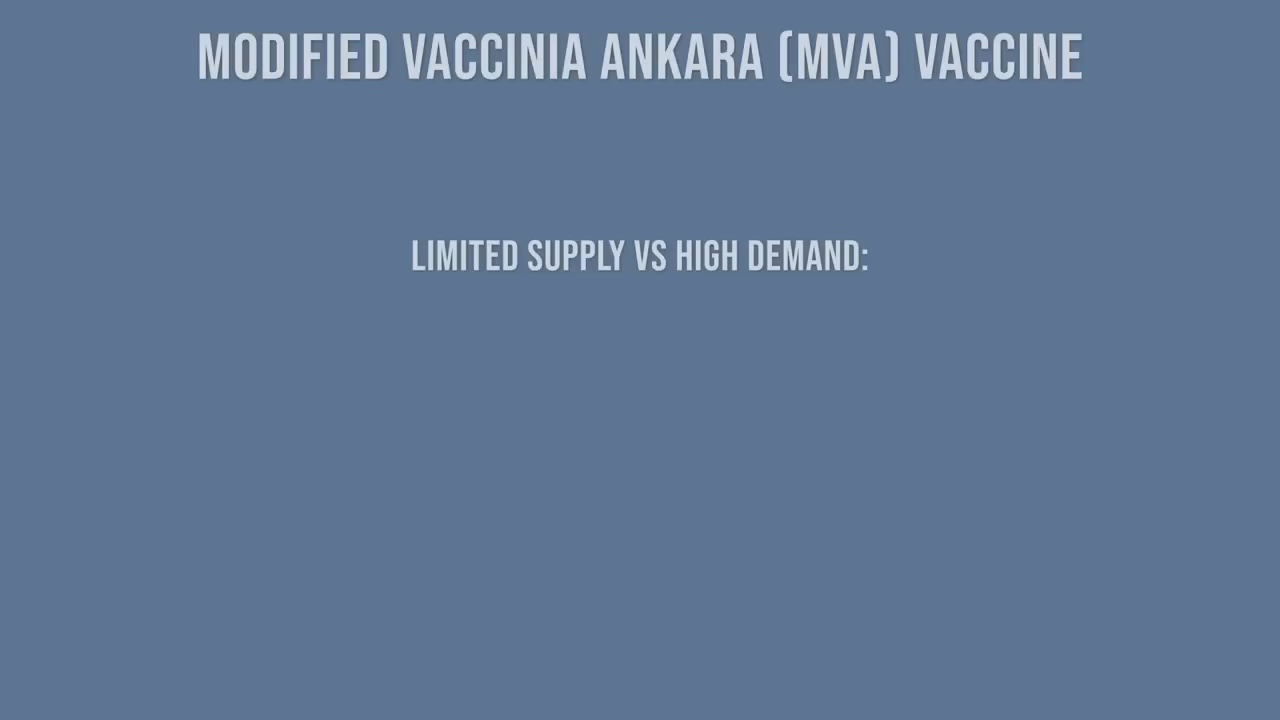 MODIFIED VACCINIA ANKARA (MVA) VACCINE
LIMITED SUPPLY VS HIGH DEMAND: